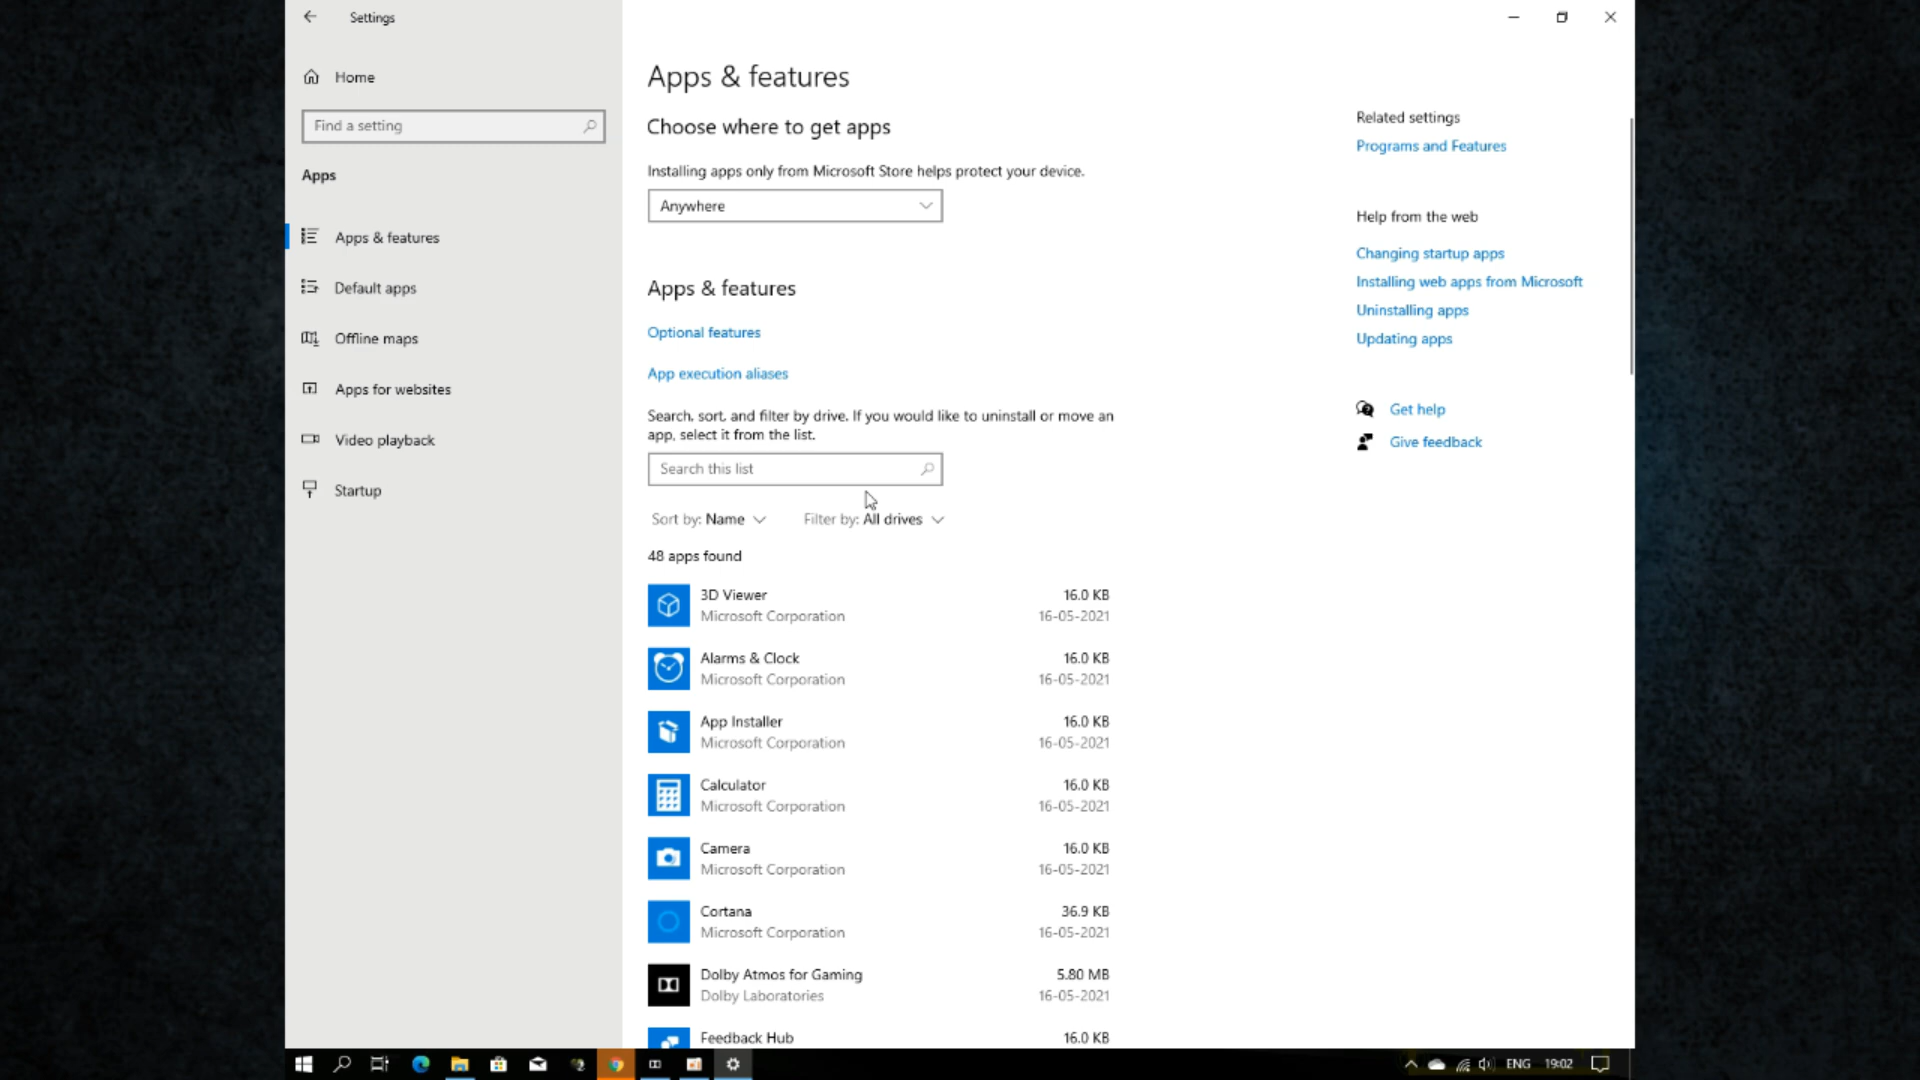 Settings
Home
Find a setting
Apps
Apps & features
Default apps
Offline maps
Apps for websites
Video playback
Startup
Apps & features
Choose where to get apps
Installing apps only from Microsoft Store helps protect your device.
Anywhere
Apps & features
Optional features
App execution aliases
Search, sort, and filter by drive. If you would like to uninstall or move an
app, select it from the list.
Search this list
Sort by: Name
Filter by: All drives
48 apps found
3D Viewer 16.0 KB
Microsoft Corporation 16-05-2021
Alarms & Clock 16.0 KB
Microsoft Corporation 16-05-2021
App Installer 16.0 KB
Microsoft Corporation 16-05-2021
Calculator 16.0 KB
Microsoft Corporation 16-05-2021
Camera 16.0 KB
Microsoft Corporation 16-05-2021
Cortana 36.9 KB
Microsoft Corporation 16-05-2021
Dolby Atmos for Gaming 5.80 MB
Dolby Laboratories 16-05-2021
Feedback Hub 16.0 KB
Related settings
Programs and Features
Help from the web
Changing startup apps
Installing web apps from Microsoft
Uninstalling apps
Updating apps
Get help
Give feedback
ENG 19:02